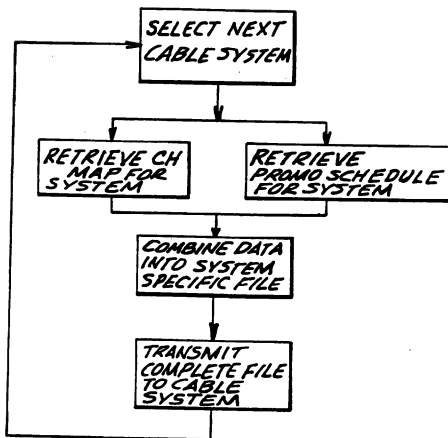 SELECT NEXT
CABLE SYSTEM
RETRIEVE CH
MAP FOR
SYSTEM
RETRIEVE
PROMO SCHEDULE
FOR SYSTEM
COMBINE DATA
INTO SYSTEM
SPECIFIC FILE
TRANSMIT
COMPLETE FILE
TO CABLE
SYSTEM